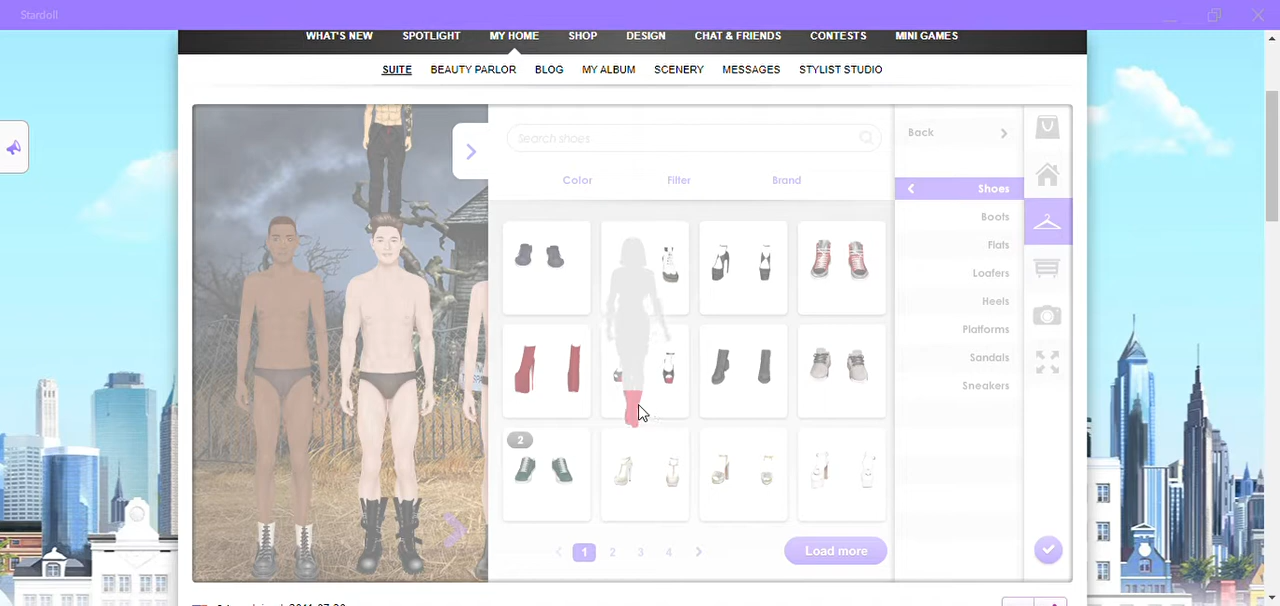 Stardoll
WHAT'S NEW SPOTLIGHT MY HOME SHOP DESIGN CHAT & FRIENDS CONTESTS MINI GAMES
SUITE BEAUTY PARLOR BLOG MY ALBUM SCENERY MESSAGES STYLIST STUDIO
Search shoes
Back
Color Filter Brand
Shoes
Boots
Flats
Loafers
Heels
Platforms
Sandals
Sneakers
2
1 2 3 4
Load more